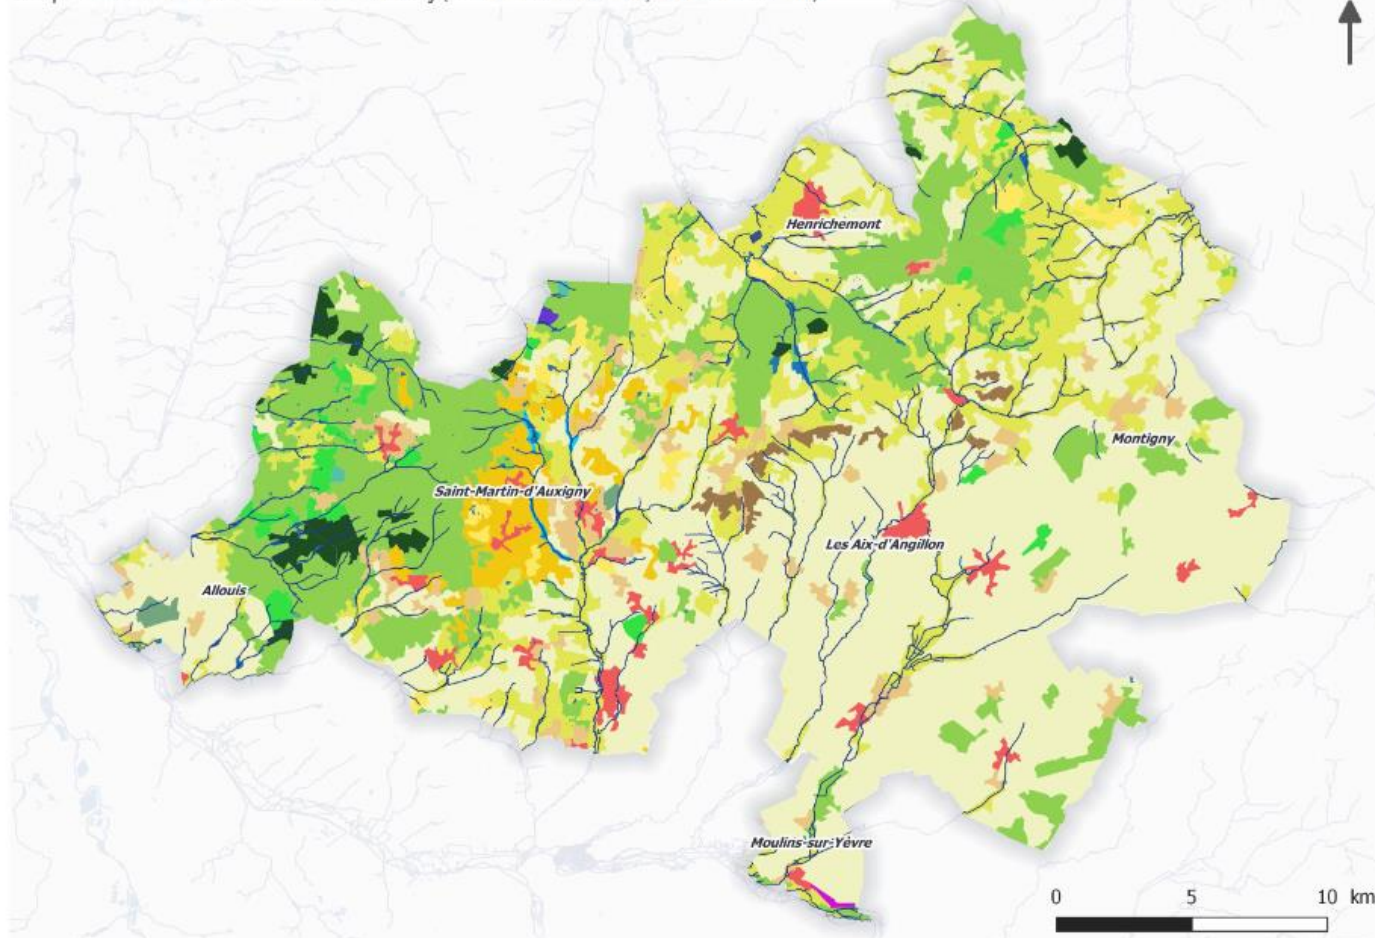 Henrichemont
Montigny
Saint-Martin-d'Auxigny
Les Aix-d'Angillon
Allouis
Moulins-sur-Yèvre
0 5 10 km